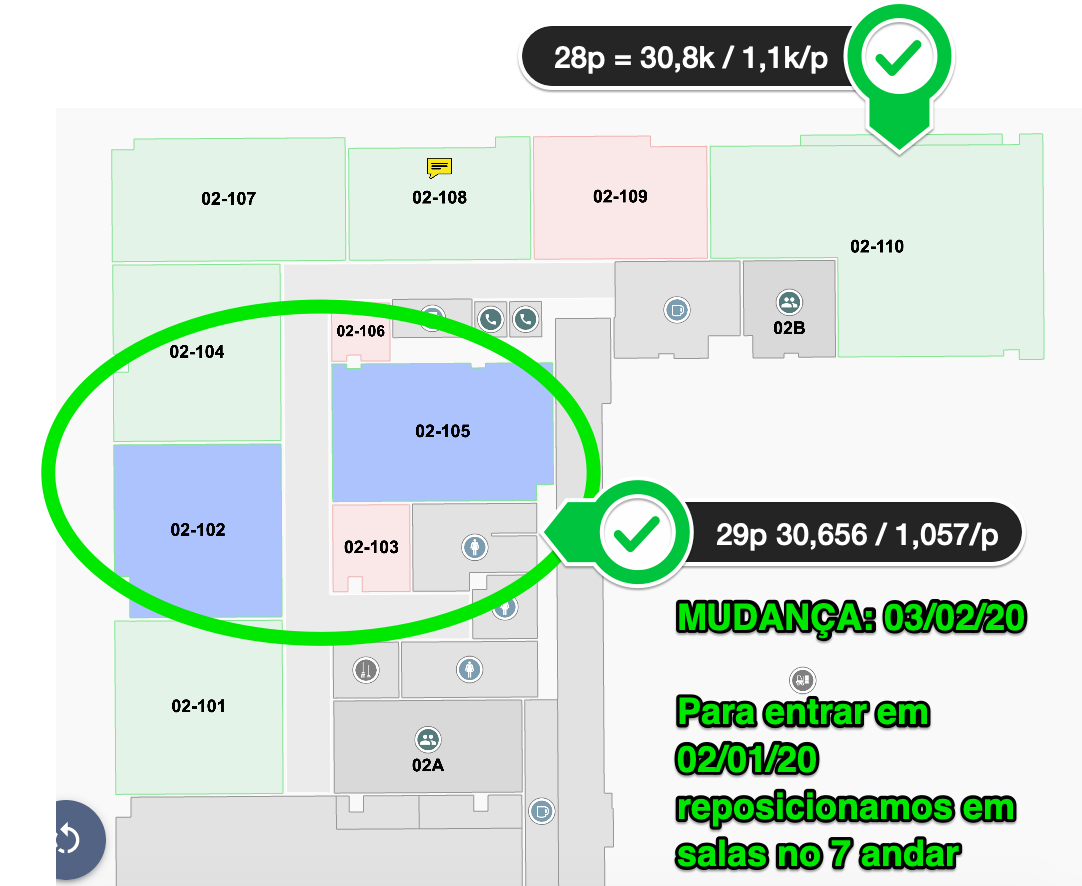 28p = 30,8k / 1,1k/p
02-107
02-108
02-109
02-110
02-104
02-106
02B
02-105
02-102
02-103
29p 30,656 / 1,057/p
MUDANÇA: 03/02/20
02-101
Para entrar em
02/01/20
reposicionamos em
salas no 7 andar
02A